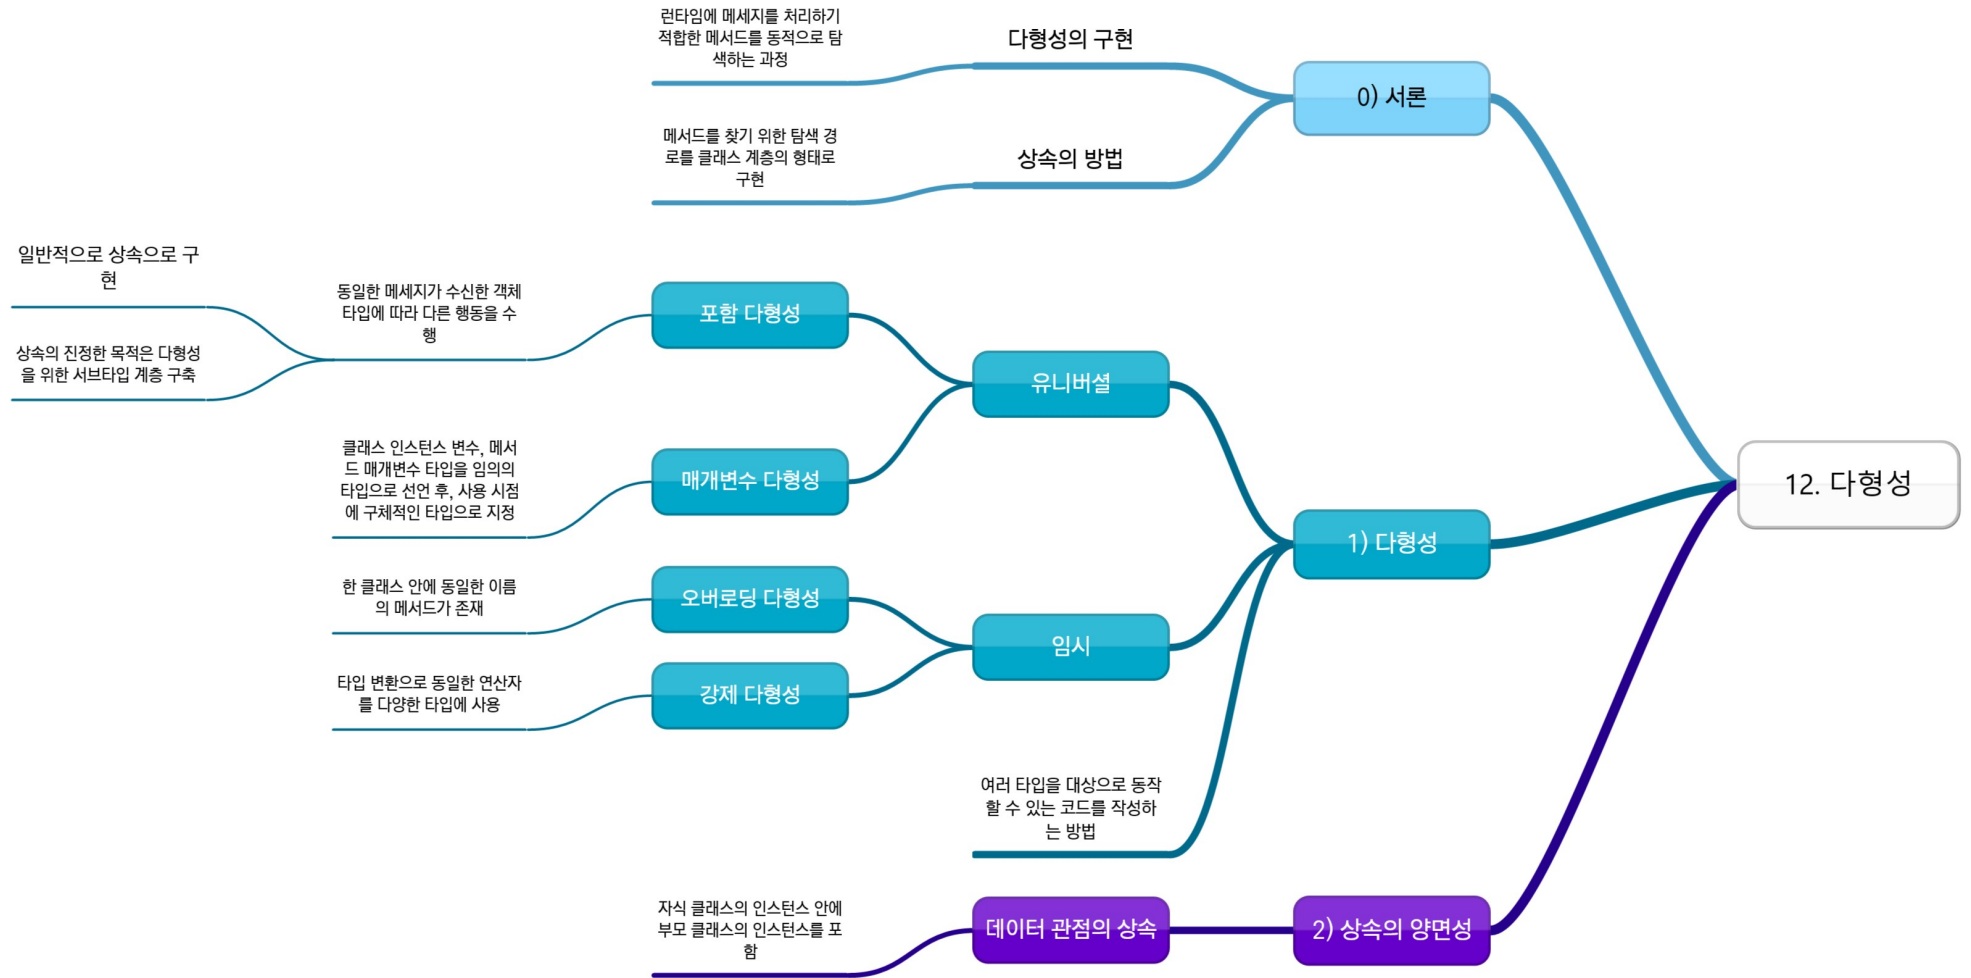 12. 다형성
0) 서론
다형성의 구현
런타임에 메세지를 처리하기
적합한 메서드를 동적으로 탐
색하는 과정
상속의 방법
메서드를 찾기 위한 탐색 경
로를 클래스 계층의 형태로
구현
1) 다형성
유니버셜
포함 다형성
동일한 메세지가 수신한 객체
타입에 따라 다른 행동을 수
행
일반적으로 상속으로 구
현
상속의 진정한 목적은 다형성
을 위한 서브타입 계층 구축
매개변수 다형성
클래스 인스턴스 변수, 메서
드 매개변수 타입을 임의의
타입으로 선언 후, 사용 시점
에 구체적인 타입으로 지정
임시
오버로딩 다형성
한 클래스 안에 동일한 이름
의 메서드가 존재
강제 다형성
타입 변환으로 동일한 연산자
를 다양한 타입에 사용
여러 타입을 대상으로 동작
할 수 있는 코드를 작성하
는 방법
2) 상속의 양면성
데이터 관점의 상속
자식 클래스의 인스턴스 안에
부모 클래스의 인스턴스를 포
함